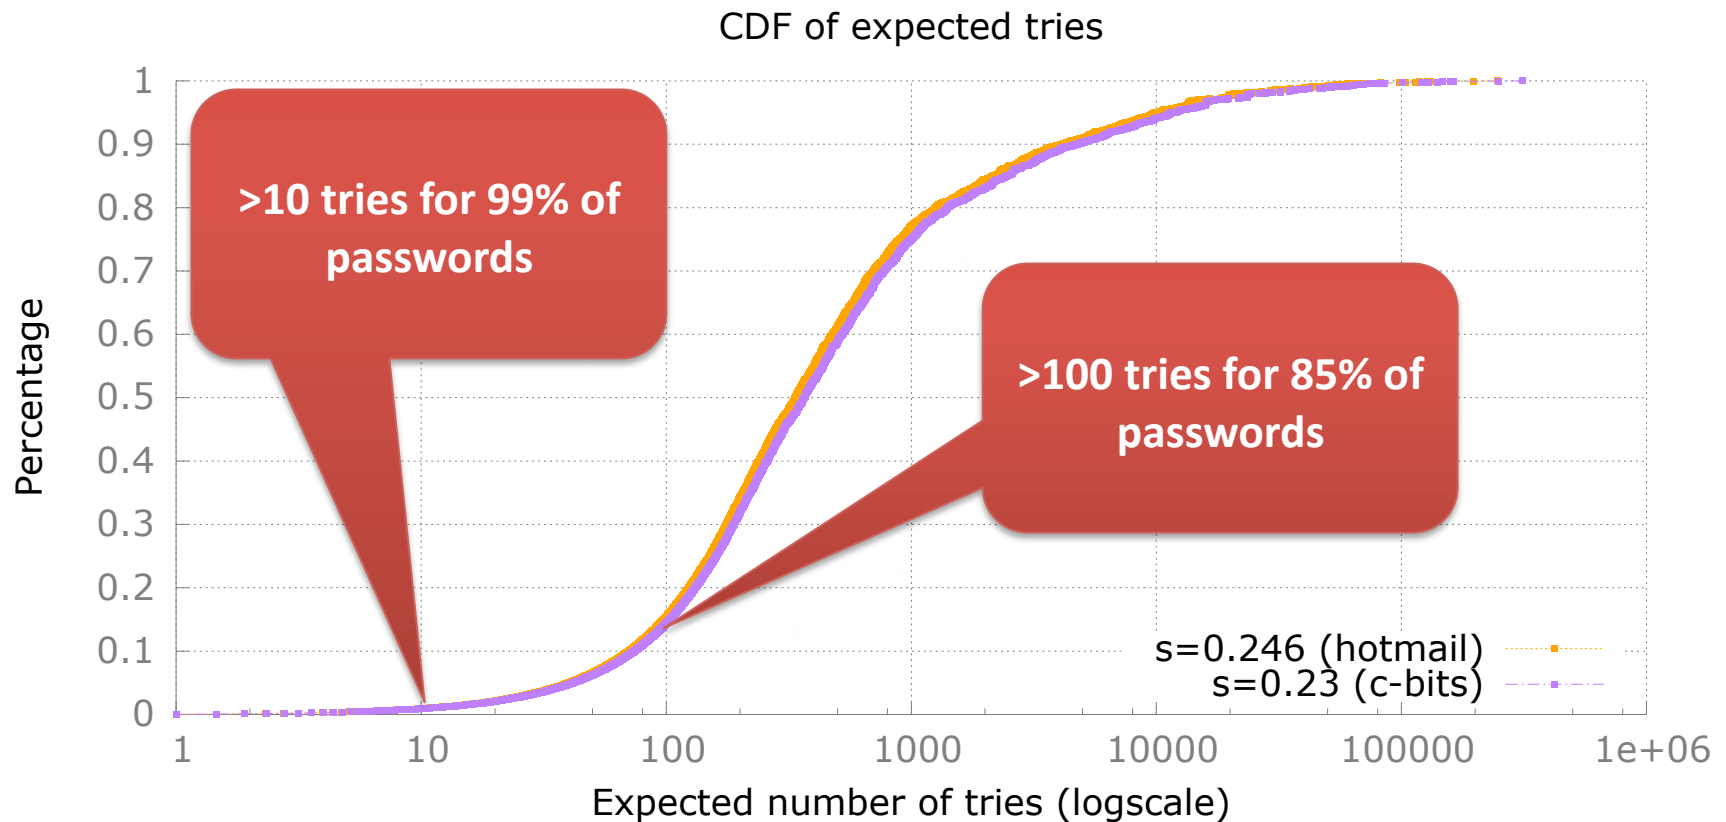 CDF of expected tries
1
0.9
0.8
0.7
0.6
0.5
0.4
0.3
0.2
0.1
0
Percentage
>10 tries for 99% of
passwords
>100 tries for 85% of
passwords
s=0.246 (hotmail)
s=0.23 (c-bits)
1 10 100 1000 10000 100000 1e+06
Expected number of tries (logscale)